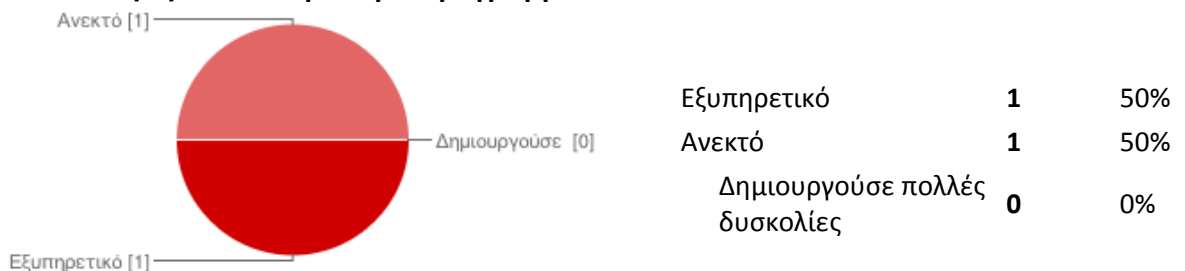 Ανεκτό [1]
Δημιουργούσε [0]
Εξυπηρετικό [1]
Εξυπηρετικό 1 50%
Ανεκτό 1 50%
Δημιουργούσε πολλές
δυσκολίες 0 0%